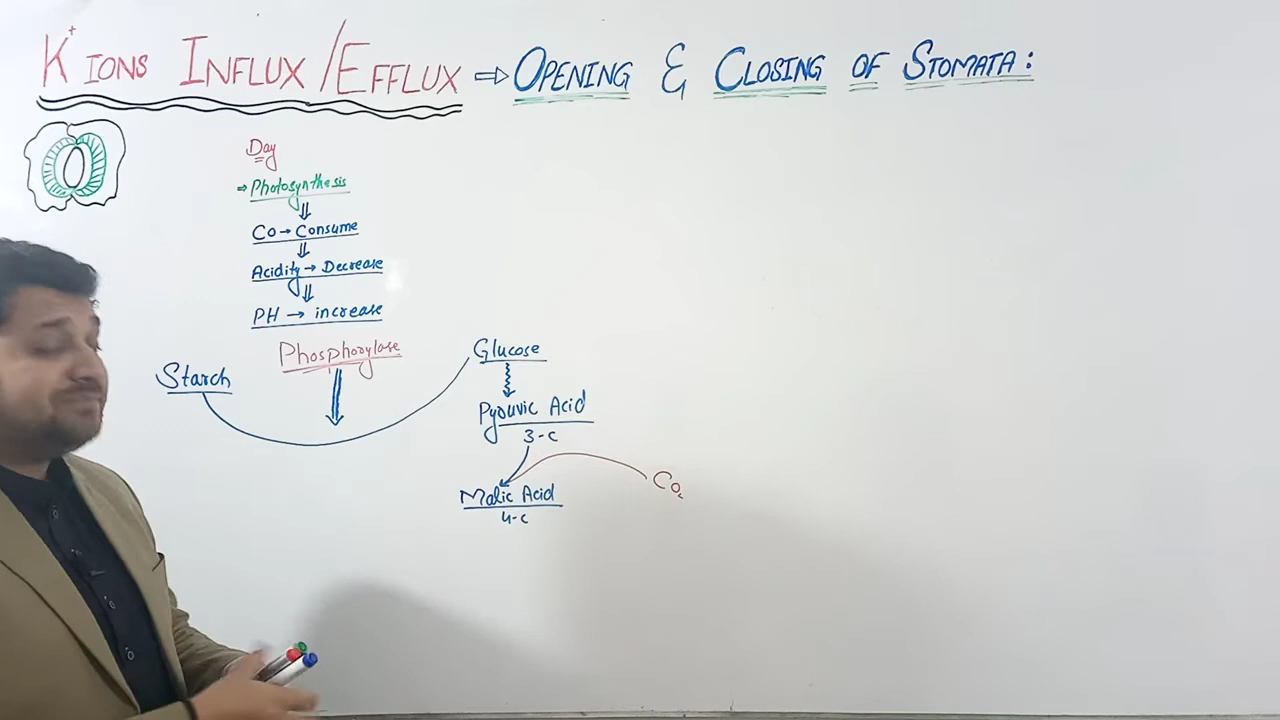 K⁺ IONS INFLUX/EFFLUX ⇒ OPENING & CLOSING OF STOMATA:
Day
⇒ Photosynthesis
⇓
Co → Consume
⇓
Acidity → Decrease
⇓
PH → increase
Phosphorylase
Starch
Glucose
Pyruvic Acid
3-c
Malic Acid
4-c
Co₂